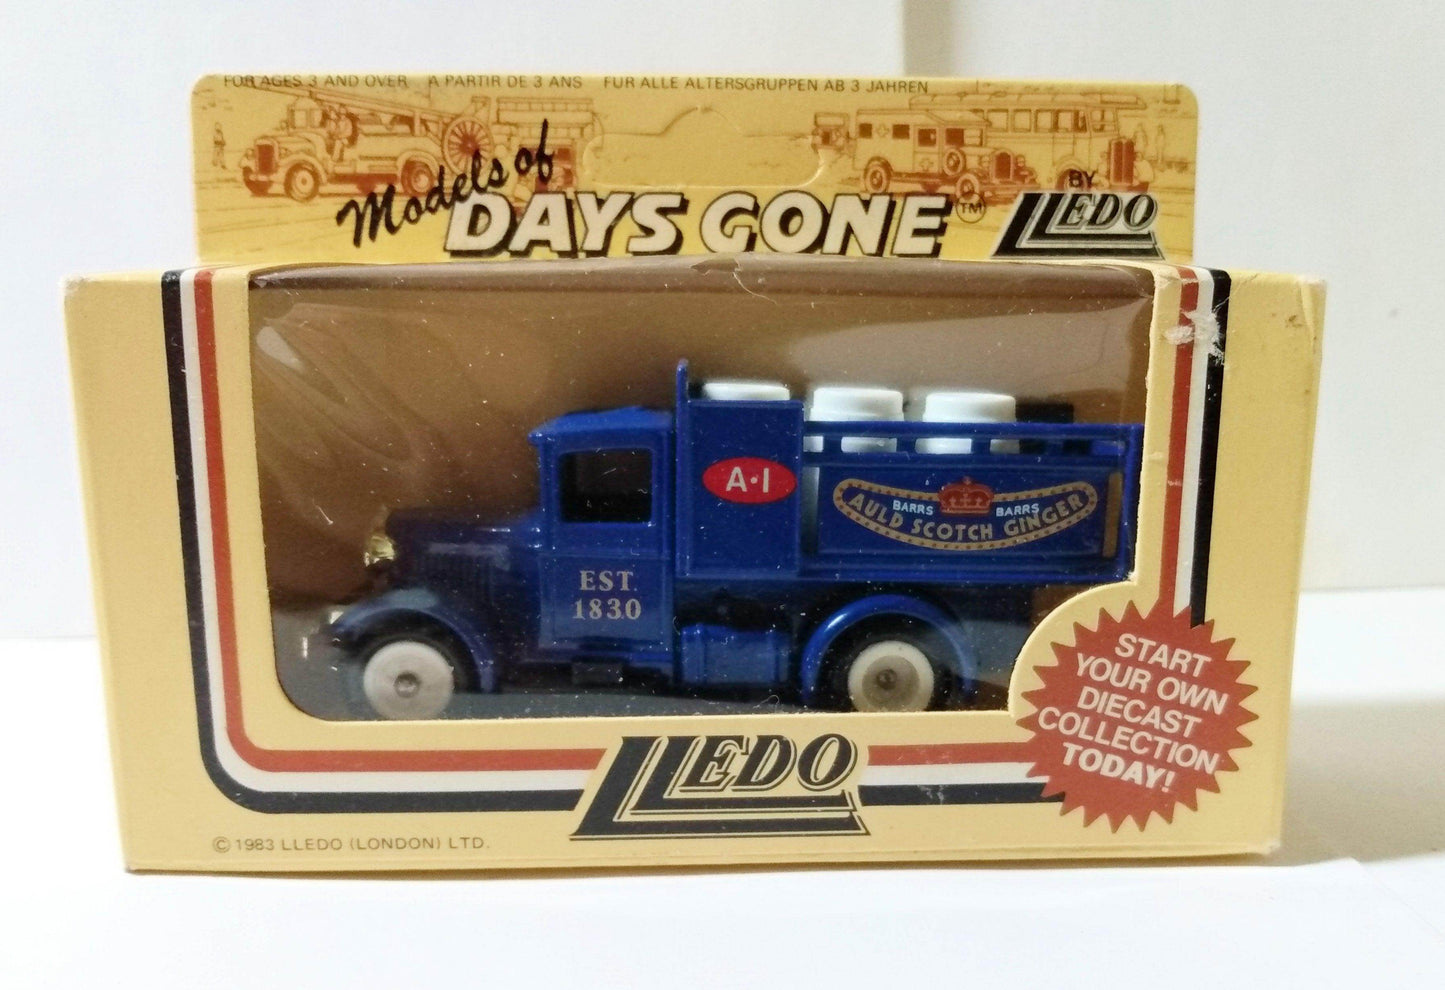 FOR AGES 3 AND OVER A PARTIR DE 3 ANS FUR ALLE ALTERSGRUPPEN AB 3 JAHREN
Models of
DAYS GONE™
BY
LLEDO
A·1
BARRS BARRS
AULD SCOTCH GINGER
EST.
1830
START
YOUR OWN
DIECAST
COLLECTION
TODAY!
LLEDO
© 1983 LLEDO (LONDON) LTD.